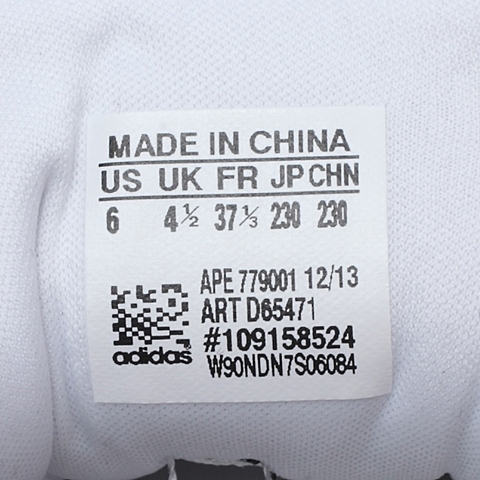 MADE IN CHINA
US UK FR JP CHN
6 4½ 37⅓ 230 230
APE 779001 12/13
ART D65471
#109158524
adidas W90NDN7S06084